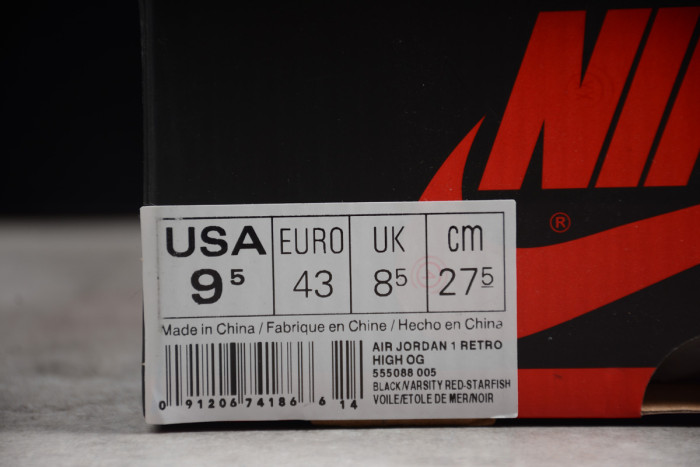 NIK
®
USA EURO UK cm
9⁵ 43 8⁵ 27⁵
Made in China / Fabrique en Chine / Hecho en China
AIR JORDAN 1 RETRO
HIGH OG
555088 005
BLACK/VARSITY RED-STARFISH
VOILE/ETOLE DE MER/NOIR
0 91206 74186 6 14